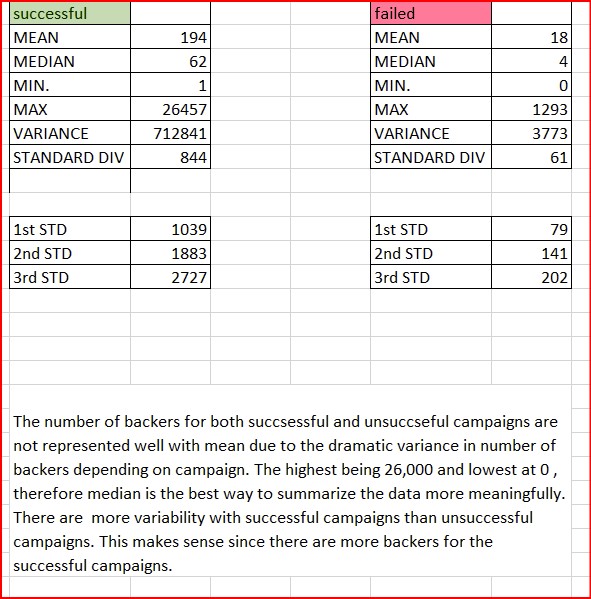 successful failed
MEAN 194 MEAN 18
MEDIAN 62 MEDIAN 4
MIN. 1 MIN. 0
MAX 26457 MAX 1293
VARIANCE 712841 VARIANCE 3773
STANDARD DIV 844 STANDARD DIV 61
1st STD 1039 1st STD 79
2nd STD 1883 2nd STD 141
3rd STD 2727 3rd STD 202
The number of backers for both succsessful and unsuccseful campaigns are
not represented well with mean due to the dramatic variance in number of
backers depending on campaign. The highest being 26,000 and lowest at 0 ,
therefore median is the best way to summarize the data more meaningfully.
There are  more variability with successful campaigns than unsuccessful
campaigns. This makes sense since there are more backers for the
successful campaigns.